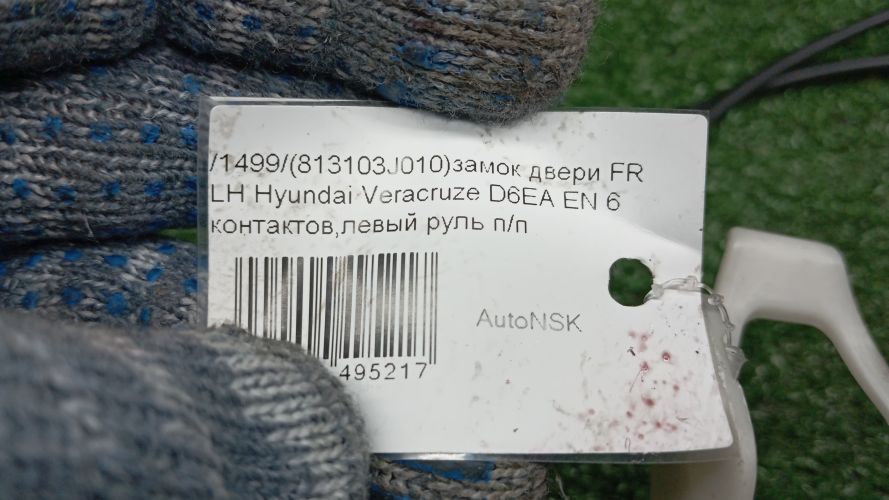 /1499/(813103J010)замок двери FR
LH Hyundai Veracruze D6EA EN 6
контактов,левый руль п/п
AutoNSK
495217